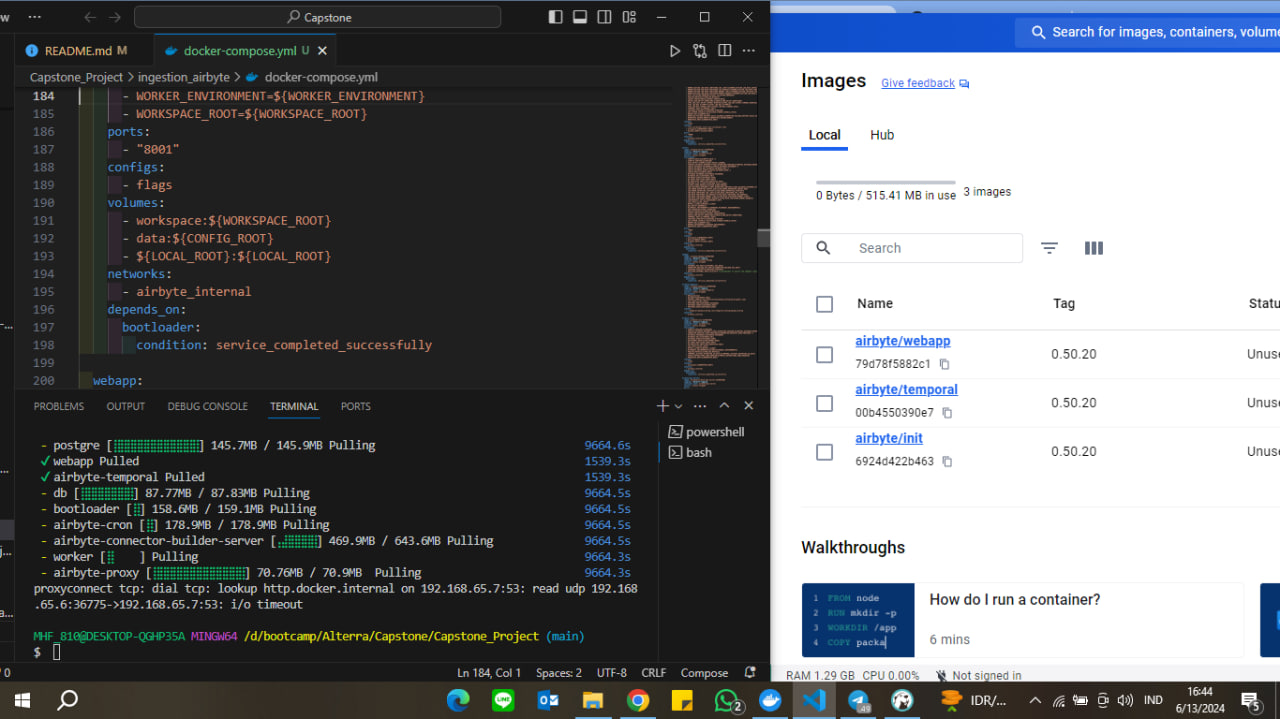 Capstone
README.md M
docker-compose.yml U
Capstone_Project > ingestion_airbyte > docker-compose.yml
184 - WORKER_ENVIRONMENT=${WORKER_ENVIRONMENT}
185 - WORKSPACE_ROOT=${WORKSPACE_ROOT}
186 ports:
187 - "8001"
188 configs:
189 - flags
190 volumes:
191 - workspace:${WORKSPACE_ROOT}
192 - data:${CONFIG_ROOT}
193 - ${LOCAL_ROOT}:${LOCAL_ROOT}
194 networks:
195 - airbyte_internal
196 depends_on:
197 bootloader:
198 condition: service_completed_successfully
199
200 webapp:
PROBLEMS OUTPUT DEBUG CONSOLE TERMINAL PORTS
powershell
bash
- postgre [] 145.7MB / 145.9MB Pulling 9664.6s
✓ webapp Pulled 1539.3s
✓ airbyte-temporal Pulled 1539.3s
- db [] 87.77MB / 87.83MB Pulling 9664.5s
- bootloader [] 158.6MB / 159.1MB Pulling 9664.5s
- airbyte-cron [] 178.9MB / 178.9MB Pulling 9664.5s
- airbyte-connector-builder-server [] 469.9MB / 643.6MB Pulling 9664.5s
- worker [ ] Pulling 9664.3s
- airbyte-proxy [] 70.76MB / 70.9MB Pulling 9664.3s
proxyconnect tcp: dial tcp: lookup http.docker.internal on 192.168.65.7:53: read udp 192.168
.65.6:36775->192.168.65.7:53: i/o timeout
MHF_810@DESKTOP-QGHP35A MINGW64 /d/bootcamp/Alterra/Capstone/Capstone_Project (main)
$
Ln 184, Col 1 Spaces: 2 UTF-8 CRLF Compose
Search for images, containers, volume
Images Give feedback
Local Hub
0 Bytes / 515.41 MB in use 3 images
Search
Name Tag Statu
airbyte/webapp
79d78f5882c1 0.50.20 Unuse
airbyte/temporal
00b4550390e7 0.50.20 Unuse
airbyte/init
6924d422b463 0.50.20 Unuse
Walkthroughs
1 FROM node
2 RUN mkdir -p
3 WORKDIR /app
4 COPY packa
How do I run a container?
6 mins
RAM 1.29 GB CPU 0.00% Not signed in
LINE
2
49
IDR/...
IND
16:44
6/13/2024
5